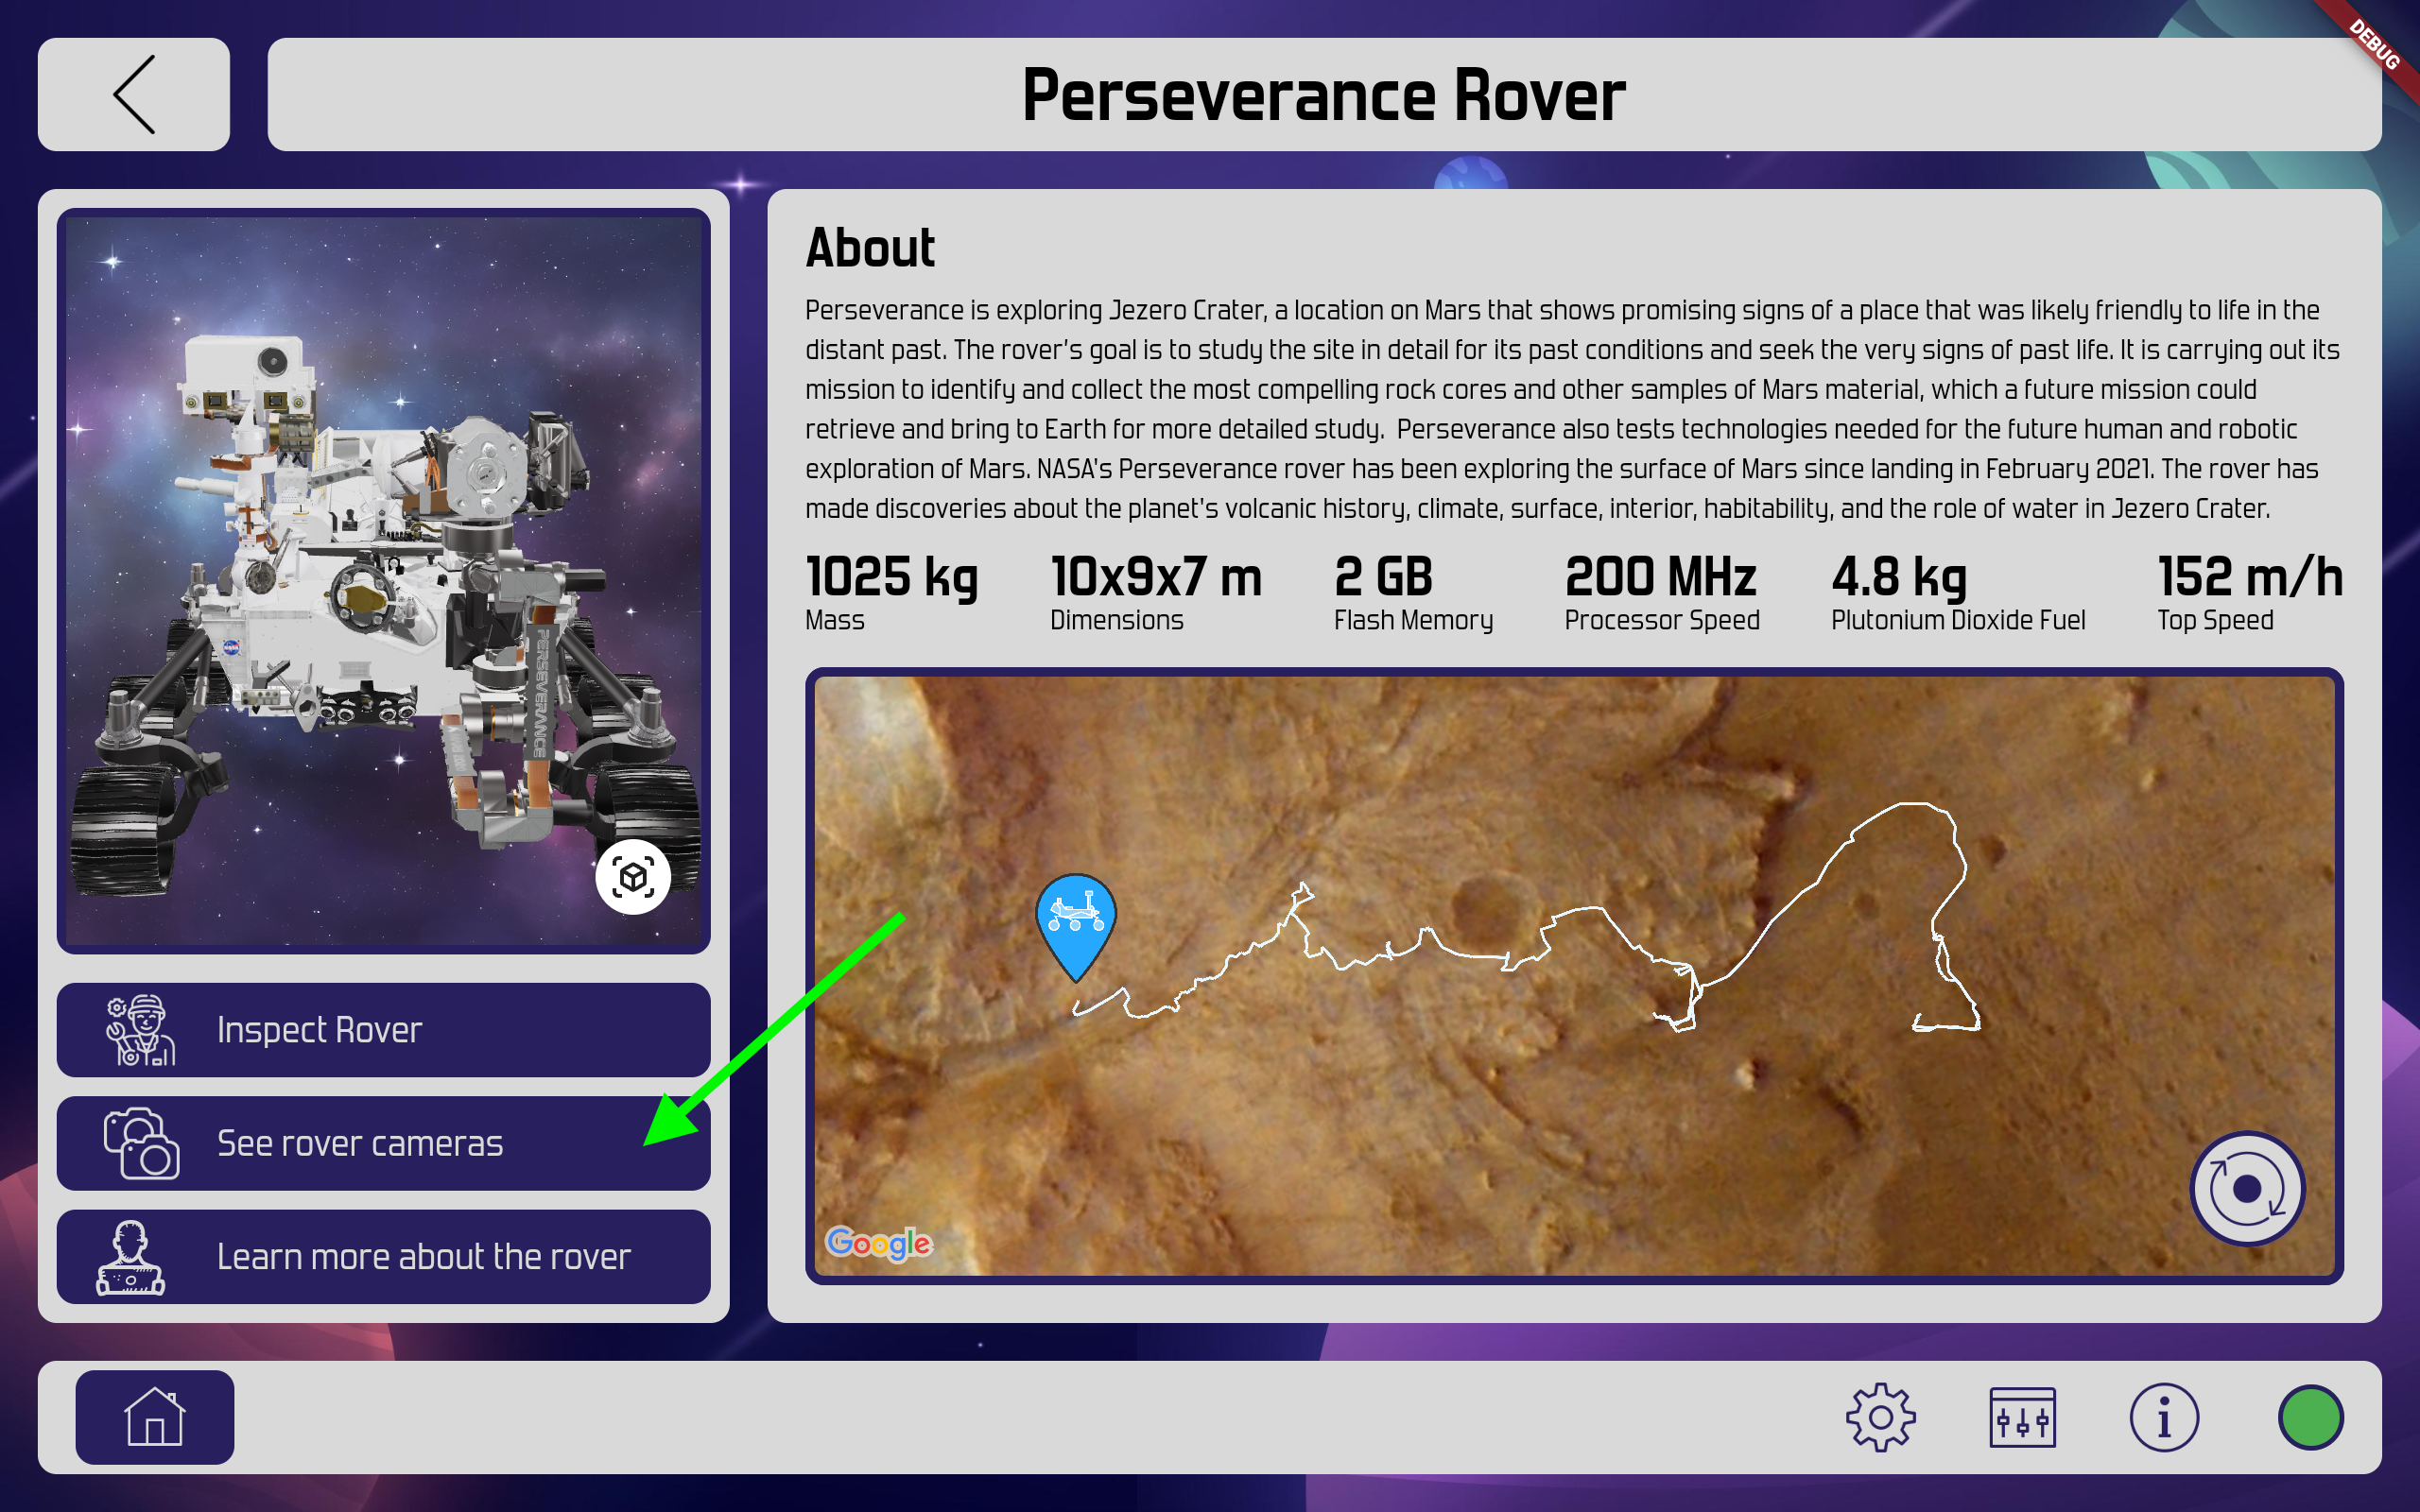 DEBUG
Perseverance Rover
About
Perseverance is exploring Jezero Crater, a location on Mars that shows promising signs of a place that was likely friendly to life in the
distant past. The rover's goal is to study the site in detail for its past conditions and seek the very signs of past life. It is carrying out its
mission to identify and collect the most compelling rock cores and other samples of Mars material, which a future mission could
retrieve and bring to Earth for more detailed study.  Perseverance also tests technologies needed for the future human and robotic
exploration of Mars. NASA's Perseverance rover has been exploring the surface of Mars since landing in February 2021. The rover has
made discoveries about the planet's volcanic history, climate, surface, interior, habitability, and the role of water in Jezero Crater.
1025 kg
Mass
10x9x7 m
Dimensions
2 GB
Flash Memory
200 MHz
Processor Speed
4.8 kg
Plutonium Dioxide Fuel
152 m/h
Top Speed
NASA
PERSEVERANCE
Inspect Rover
See rover cameras
Learn more about the rover
Google